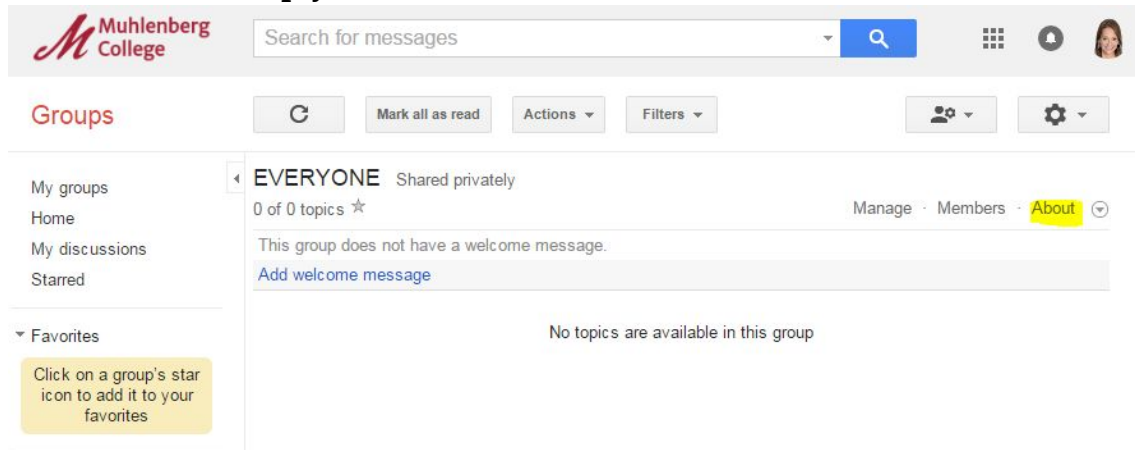 Muhlenberg
College
Search for messages
Groups
Mark all as read
Actions
Filters
My groups
Home
My discussions
Starred
Favorites
Click on a group's star
icon to add it to your
favorites
EVERYONE Shared privately
0 of 0 topics
Manage · Members · About
This group does not have a welcome message.
Add welcome message
No topics are available in this group